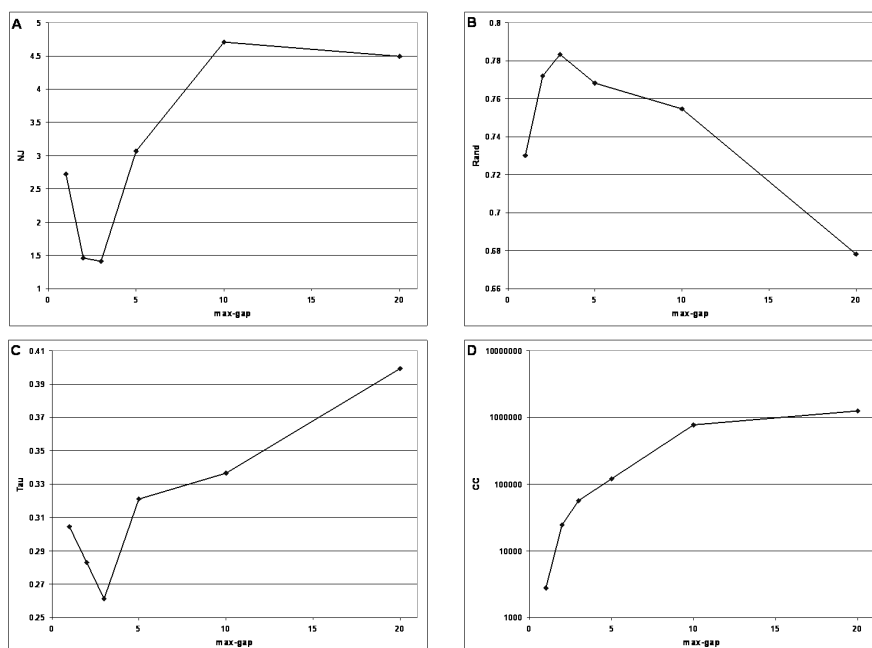 A
5
4.5
4
3.5
3
2.5
2
1.5
1
NJ
0 5 10 15 20
max-gap
B
0.8
0.78
0.76
0.74
0.72
0.7
0.68
0.66
Rand
0 5 10 15 20
max-gap
C
0.41
0.39
0.37
0.35
0.33
0.31
0.29
0.27
0.25
Tau
0 5 10 15 20
max-gap
D
10000000
1000000
100000
10000
1000
CC
0 5 10 15 20
max-gap